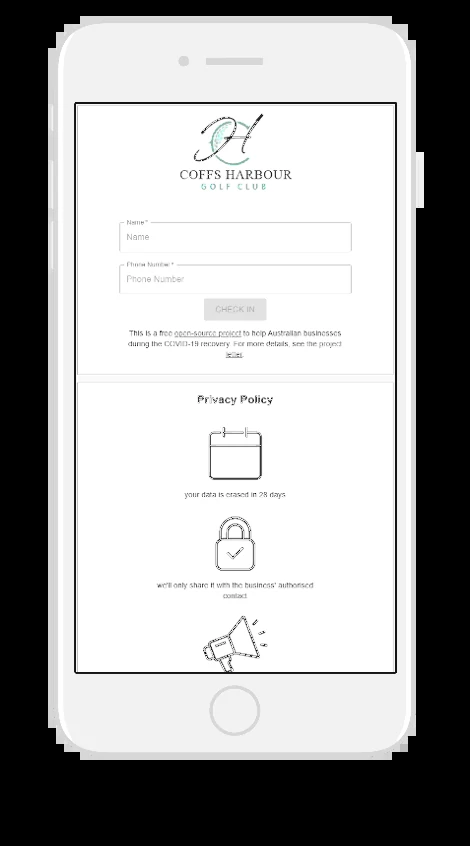 COFFS HARBOUR
GOLF CLUB
Name *
Name
Phone Number *
Phone Number
CHECK IN
This is a free open-source project to help Australian businesses
during the COVID-19 recovery. For more details, see the project
letter.
Privacy Policy
your data is erased in 28 days
we'll only share it with the business' authorised
contact